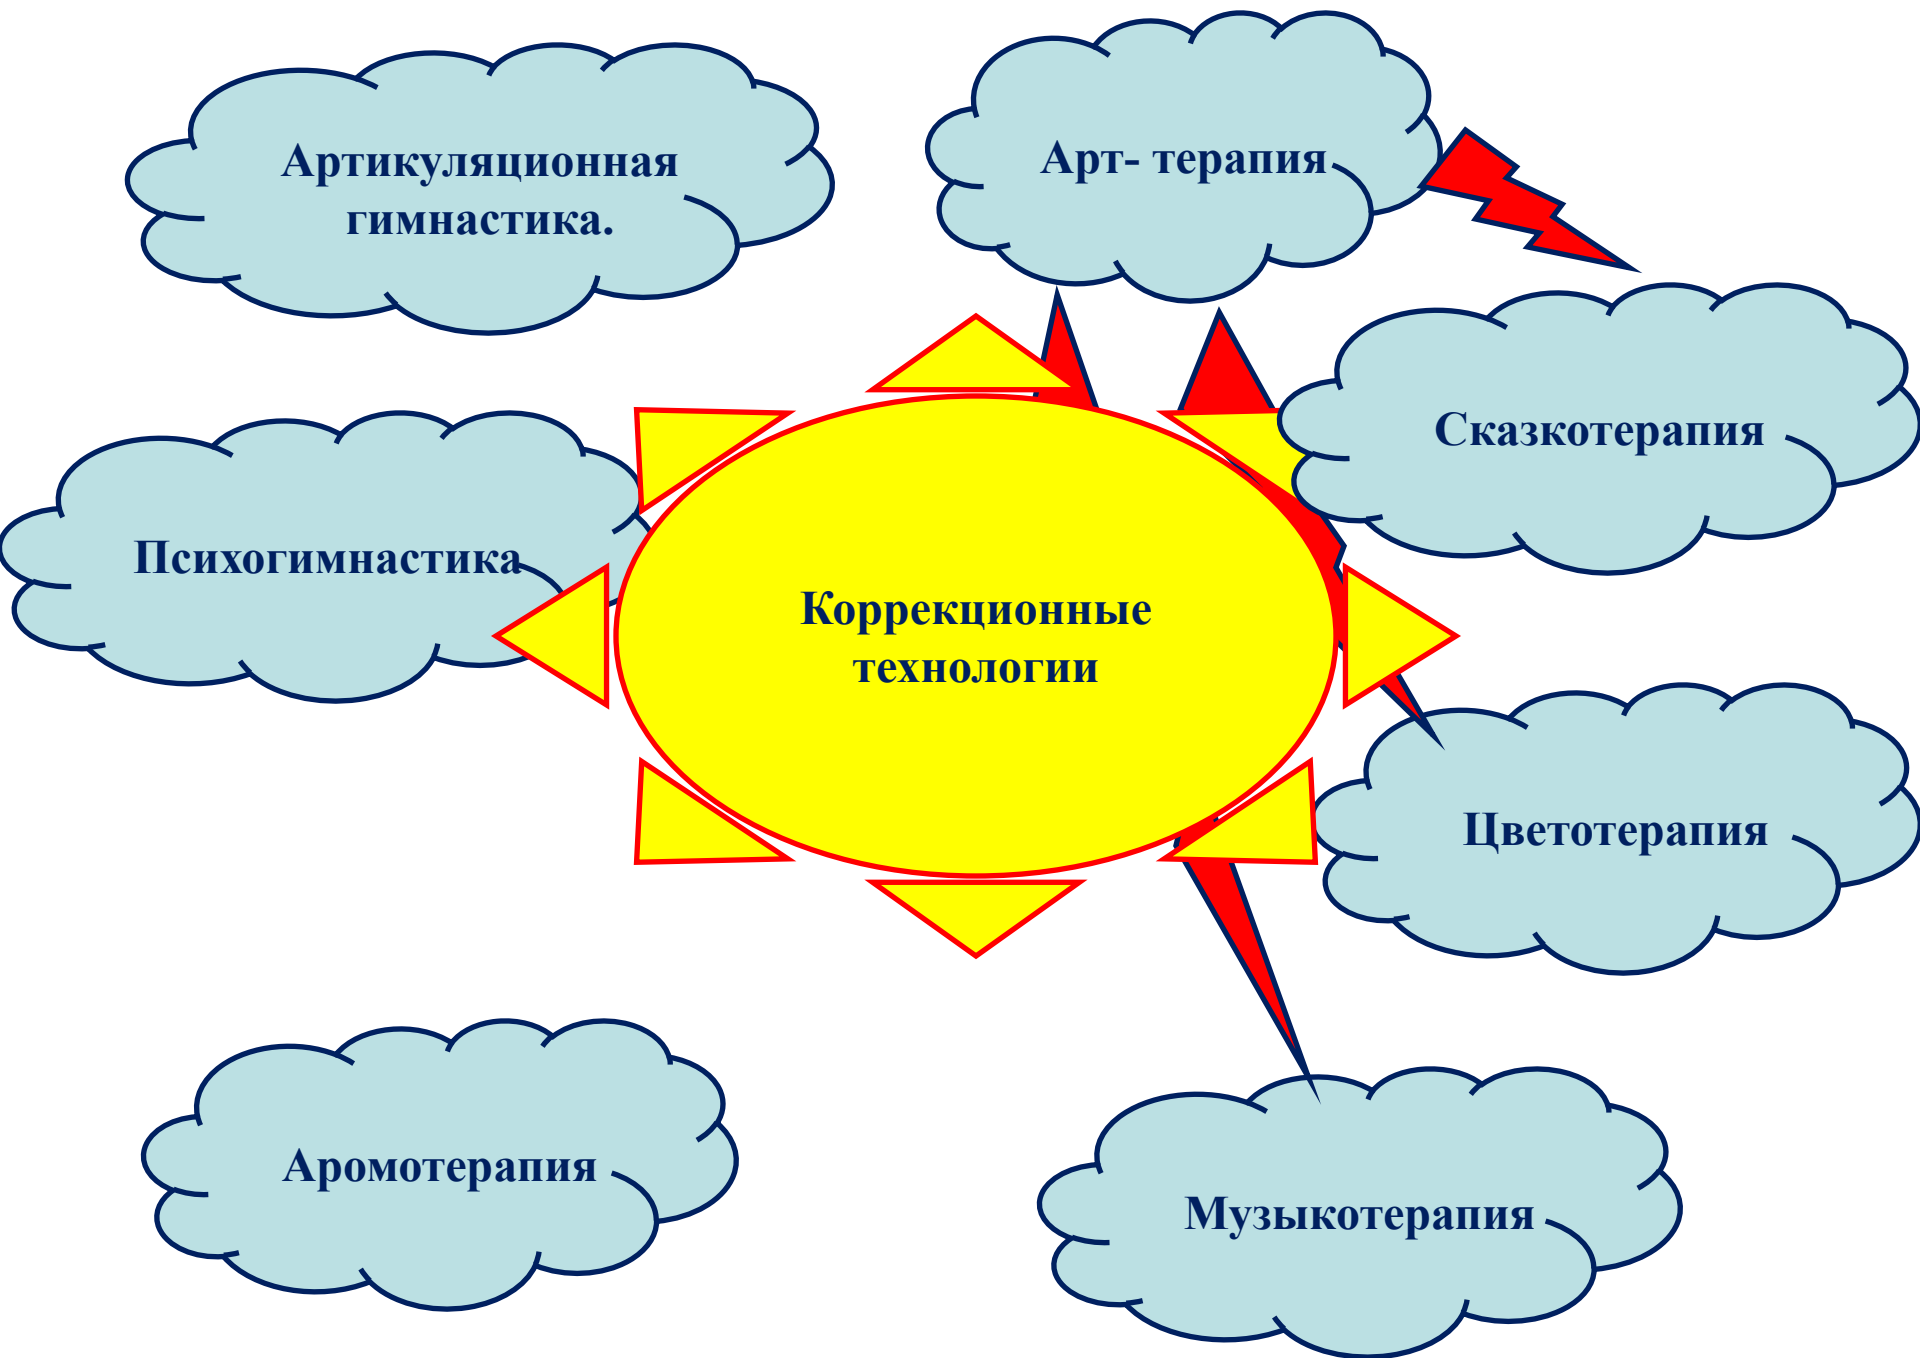 Артикуляционная
гимнастика.
Арт- терапия
Сказкотерапия
Психогимнастика
Коррекционные
технологии
Цветотерапия
Аромотерапия
Музыкотерапия